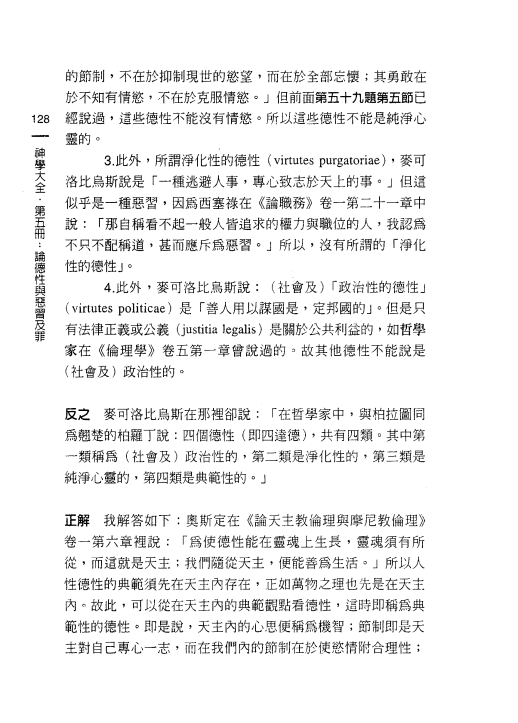 的節制，不在於抑制現世的慾望，而在於全部忘懷；其勇敢在
於不知有情慾，不在於克服情慾。」但前面第五十九題第五節已
經說過，這些德性不能沒有情慾。所以這些德性不能是純淨心
靈的。
3.此外，所謂淨化性的德性（virtutes purgatoriae），麥可
洛比烏斯說是「一種逃避人事，專心致志於天上的事。」但這
似乎是一種惡習，因爲西塞祿在《論職務》卷一第二十一章中
說：「那自稱看不起一般人皆追求的權力與職位的人，我認爲
不只不配稱道，甚而應斥爲惡習。」所以，沒有所謂的「淨化
性的德性」。
4.此外，麥可洛比烏斯說：（社會及）「政治性的德性」
（virtutes politicae）是「善人用以謀國是，定邦國的」。但是只
有法律正義或公義（justitia legalis）是關於公共利益的，如哲學
家在《倫理學》卷五第一章曾說過的。故其他德性不能說是
（社會及）政治性的。
反之　麥可洛比烏斯在那裡卻說：「在哲學家中，與柏拉圖同
爲翹楚的柏羅丁說：四個德性（即四達德），共有四類。其中第
一類稱爲（社會及）政治性的，第二類是淨化性的，第三類是
純淨心靈的，第四類是典範性的。」
正解　我解答如下：奧斯定在《論天主教倫理與摩尼教倫理》
卷一第六章裡說：「爲使德性能在靈魂上生長，靈魂須有所
從，而這就是天主；我們隨從天主，便能善爲生活。」所以人
性德性的典範須先在天主內存在，正如萬物之理也先是在天主
內。故此，可以從在天主內的典範觀點看德性，這時即稱爲典
範性的德性。即是說，天主內的心思便稱爲機智；節制即是天
主對自己專心一志，而在我們內的節制在於使慾情附合理性；
128
神學大全．第五冊：論德性與惡習及罪